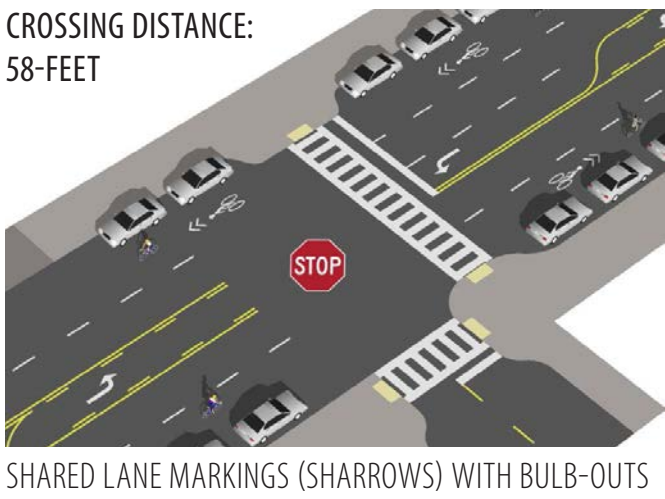 CROSSING DISTANCE:
58-FEET
STOP
SHARED LANE MARKINGS (SHARROWS) WITH BULB-OUTS